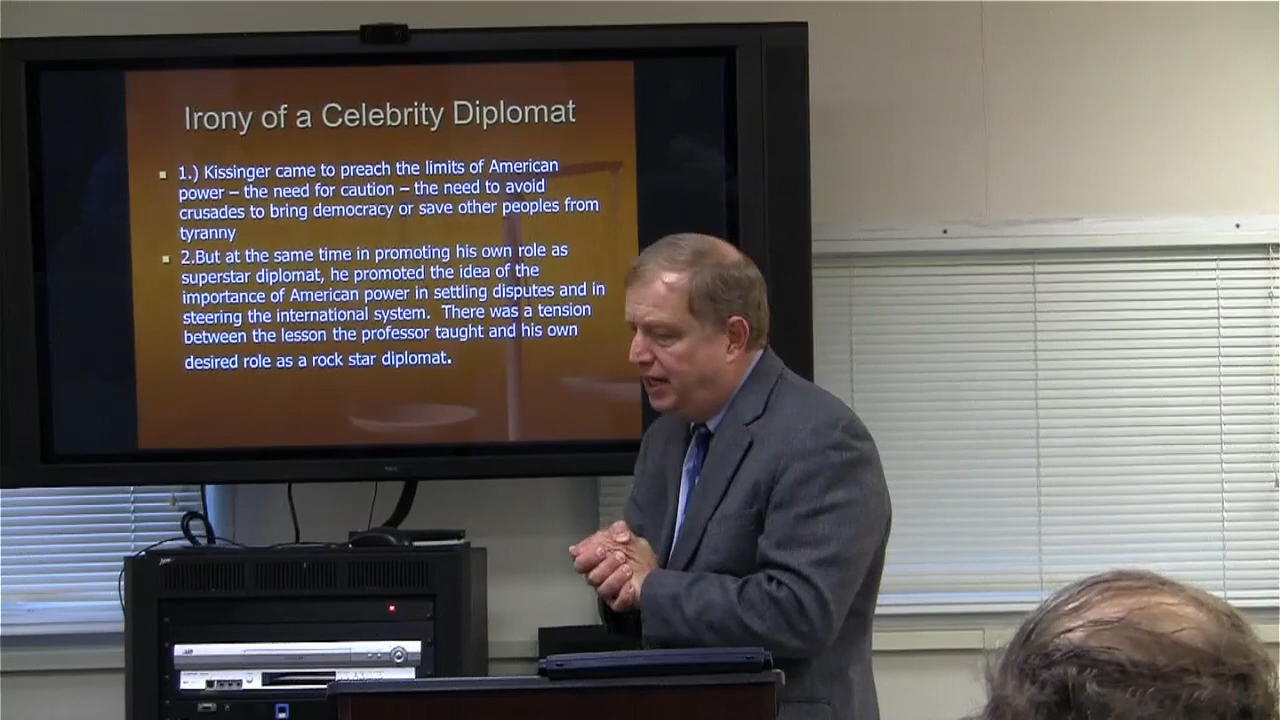 Irony of a Celebrity Diplomat
1.) Kissinger came to preach the limits of American
power – the need for caution – the need to avoid
crusades to bring democracy or save other peoples from
tyranny
2.But at the same time in promoting his own role as
superstar diplomat, he promoted the idea of the
importance of American power in settling disputes and in
steering the international system. There was a tension
between the lesson the professor taught and his own
desired role as a rock star diplomat.